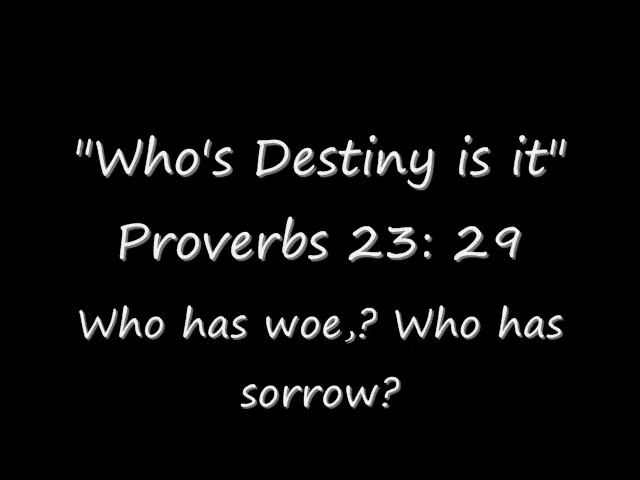 "Who's Destiny is it"
Proverbs 23: 29
Who has woe,? Who has
sorrow?